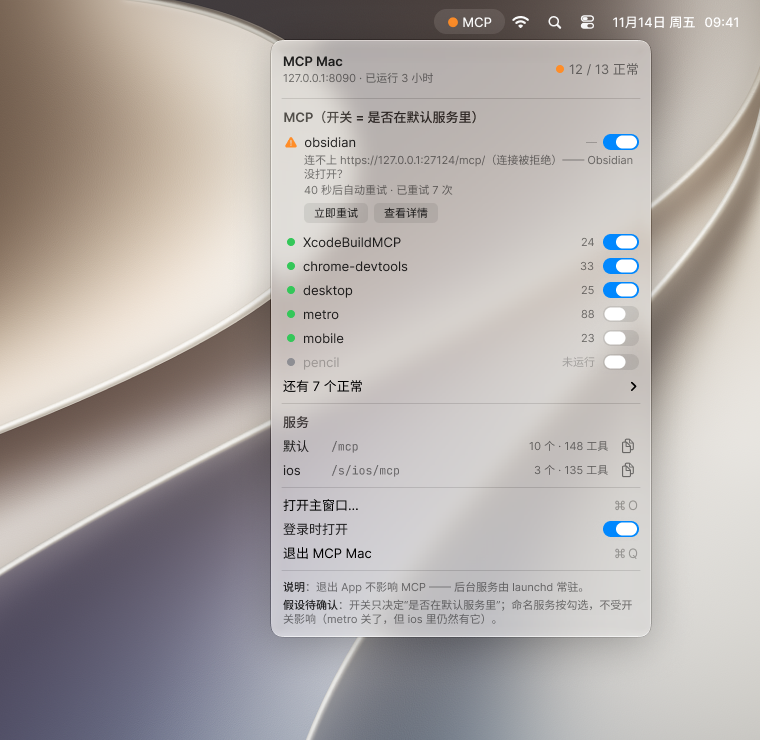 MCP 11月14日 周五 09:41
MCP Mac
127.0.0.1:8090 · 已运行 3 小时
12 / 13 正常
MCP（开关 = 是否在默认服务里）
obsidian —
连不上 https://127.0.0.1:27124/mcp/（连接被拒绝）—— Obsidian
没打开？
40 秒后自动重试 · 已重试 7 次
立即重试 查看详情
XcodeBuildMCP 24
chrome-devtools 33
desktop 25
metro 88
mobile 23
pencil 未运行
还有 7 个正常
服务
默认 /mcp 10 个 · 148 工具
ios /s/ios/mcp 3 个 · 135 工具
打开主窗口... ⌘O
登录时打开
退出 MCP Mac ⌘Q
说明：退出 App 不影响 MCP —— 后台服务由 launchd 常驻。
假设待确认：开关只决定“是否在默认服务里”；命名服务按勾选，不受开
关影响（metro 关了，但 ios 里仍然有它）。